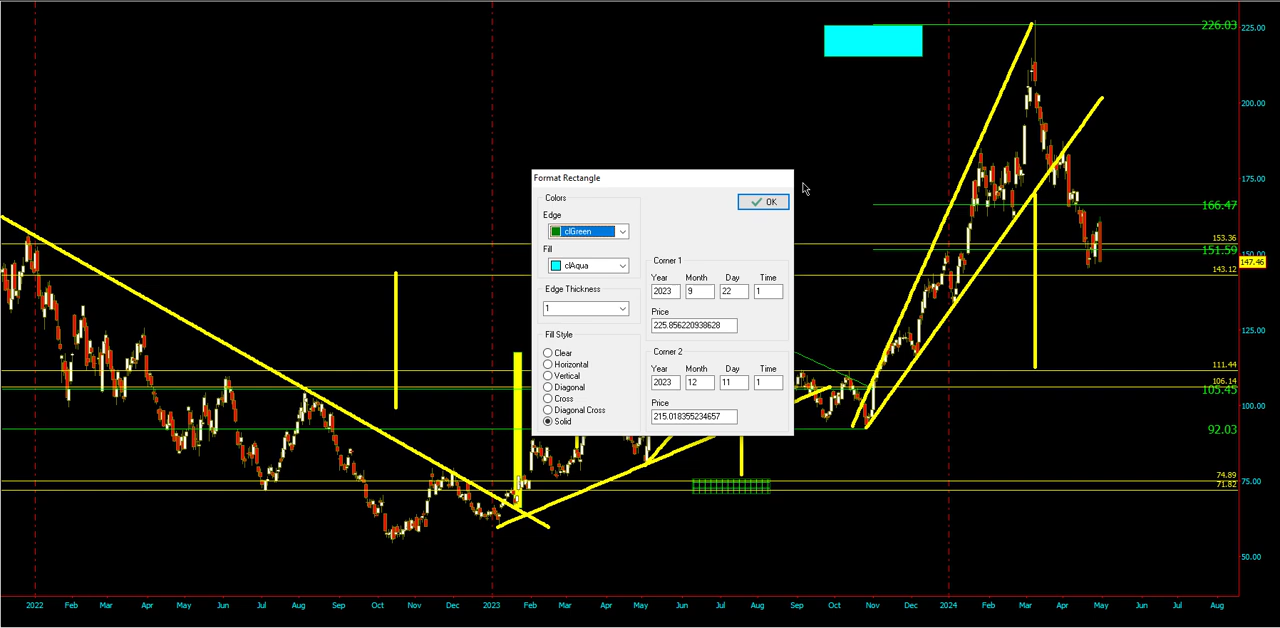 226.03
225.00
200.00
Format Rectangle
Colors
OK
Edge
clGreen
Fill
clAqua
Edge Thickness
1
Fill Style
Clear
Horizontal
Vertical
Diagonal
Cross
Diagonal Cross
Solid
Corner 1
Year Month Day Time
2023 9 22 1
Price
225.856220938628
Corner 2
Year Month Day Time
2023 12 11 1
Price
215.018355234657
175.00
166.47
153.36
151.59
147.46
143.12
125.00
111.44
106.14
105.45
100.00
92.03
74.89
75.00
71.82
50.00
2022 Feb Mar Apr May Jun Jul Aug Sep Oct Nov Dec 2023 Feb Mar Apr May Jun Jul Aug Sep Oct Nov Dec 2024 Feb Mar Apr May Jun Jul Aug